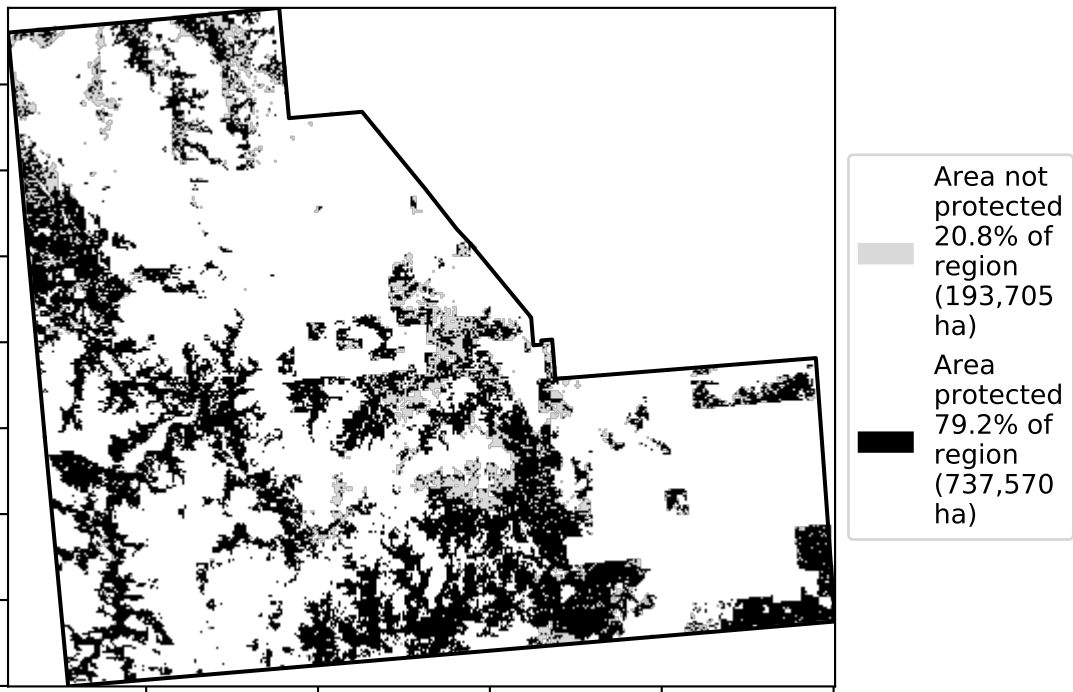 Area not
protected
20.8% of
region
(193,705
ha)
Area
protected
79.2% of
region
(737,570
ha)